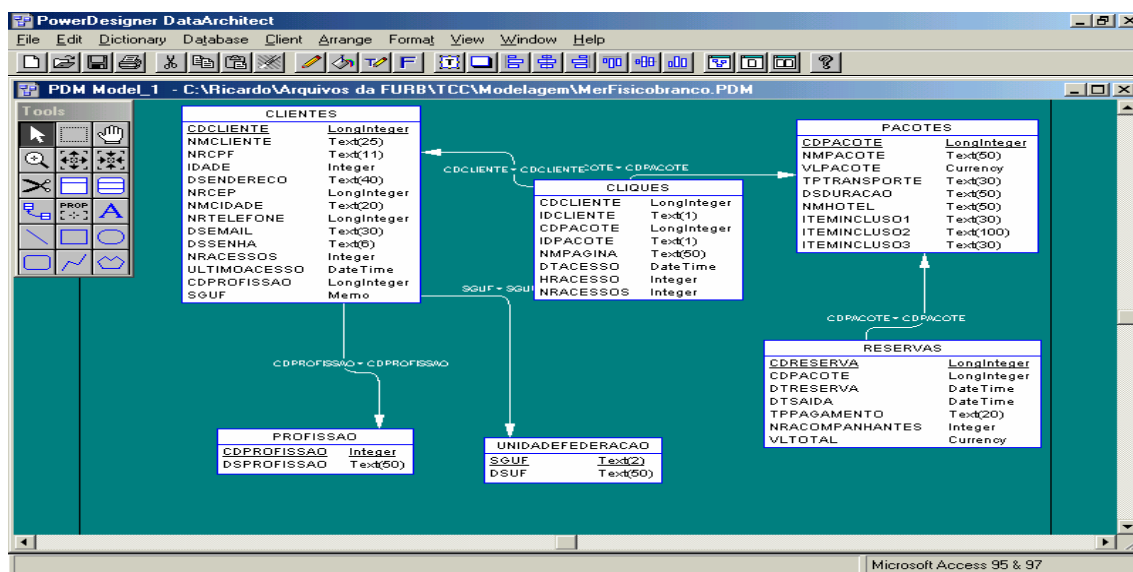 PowerDesigner DataArchitect
File Edit Dictionary Database Client Arrange Format View Window Help
PDM Model_1 - C:\Ricardo\Arquivos da FURB\TCC\Modelagem\MerFisicobranco.PDM
Tools
PROP
A
CLIENTES
CDCLIENTE LongInteger
NMCLIENTE Text(25)
NRCPF Text(11)
IDADE Integer
DSENDERECO Text(40)
NRCEP LongInteger
NMCIDADE Text(20)
NRTELEFONE LongInteger
DSEMAIL Text(30)
DSSENHA Text(6)
NRACESSOS Integer
ULTIMOACESSO DateTime
CDPROFISSAO LongInteger
SGUF Memo
CDCLIENTE = CDCLIENTE
COTE = CDPACOTE
CLIQUES
CDCLIENTE LongInteger
IDCLIENTE Text(1)
CDPACOTE LongInteger
IDPACOTE Text(1)
NMPAGINA Text(50)
DTACESSO DateTime
HRACESSO Integer
NRACESSOS Integer
PACOTES
CDPACOTE LongInteger
NMPACOTE Text(50)
VLPACOTE Currency
TPTRANSPORTE Text(30)
DSDURACAO Text(50)
NMHOTEL Text(50)
ITEMINCLUSO1 Text(30)
ITEMINCLUSO2 Text(100)
ITEMINCLUSO3 Text(30)
SGUF = SGU
CDPACOTE = CDPACOTE
CDPROFISSAO = CDPROFISSAO
RESERVAS
CDRESERVA LongInteger
CDPACOTE LongInteger
DTRESERVA DateTime
DTSAIDA DateTime
TPPAGAMENTO Text(20)
NRACOMPANHANTES Integer
VLTOTAL Currency
PROFISSAO
CDPROFISSAO Integer
DSPROFISSAO Text(50)
UNIDADEFEDERACAO
SGUF Text(2)
DSUF Text(50)
Microsoft Access 95 & 97